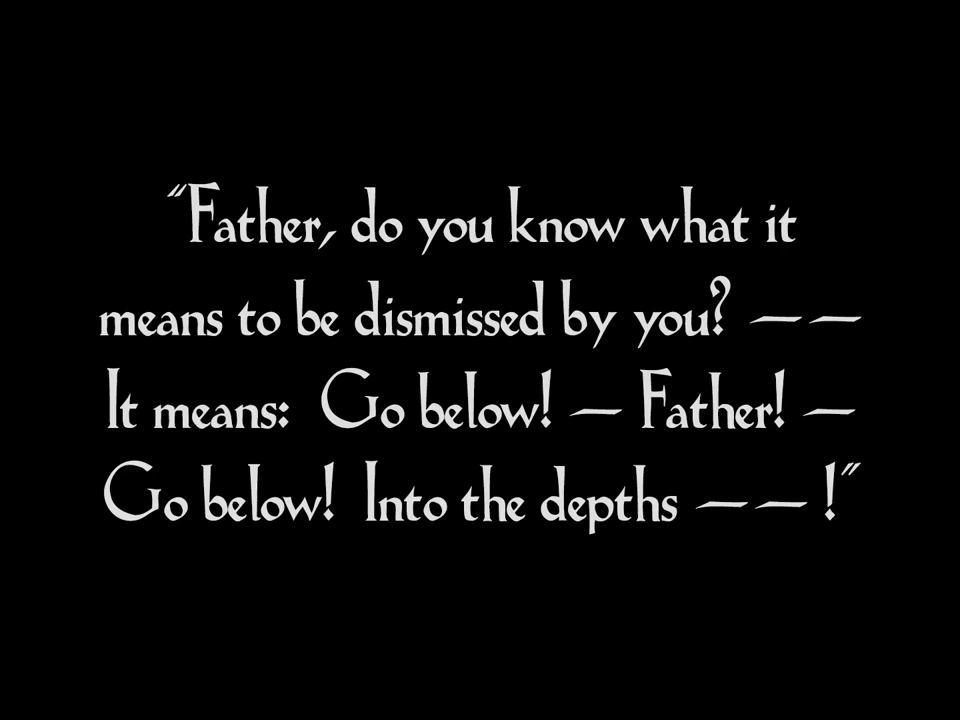 “Father, do you know what it
means to be dismissed by you? — —
It means: Go below! — Father! —
Go below! Into the depths — — !”